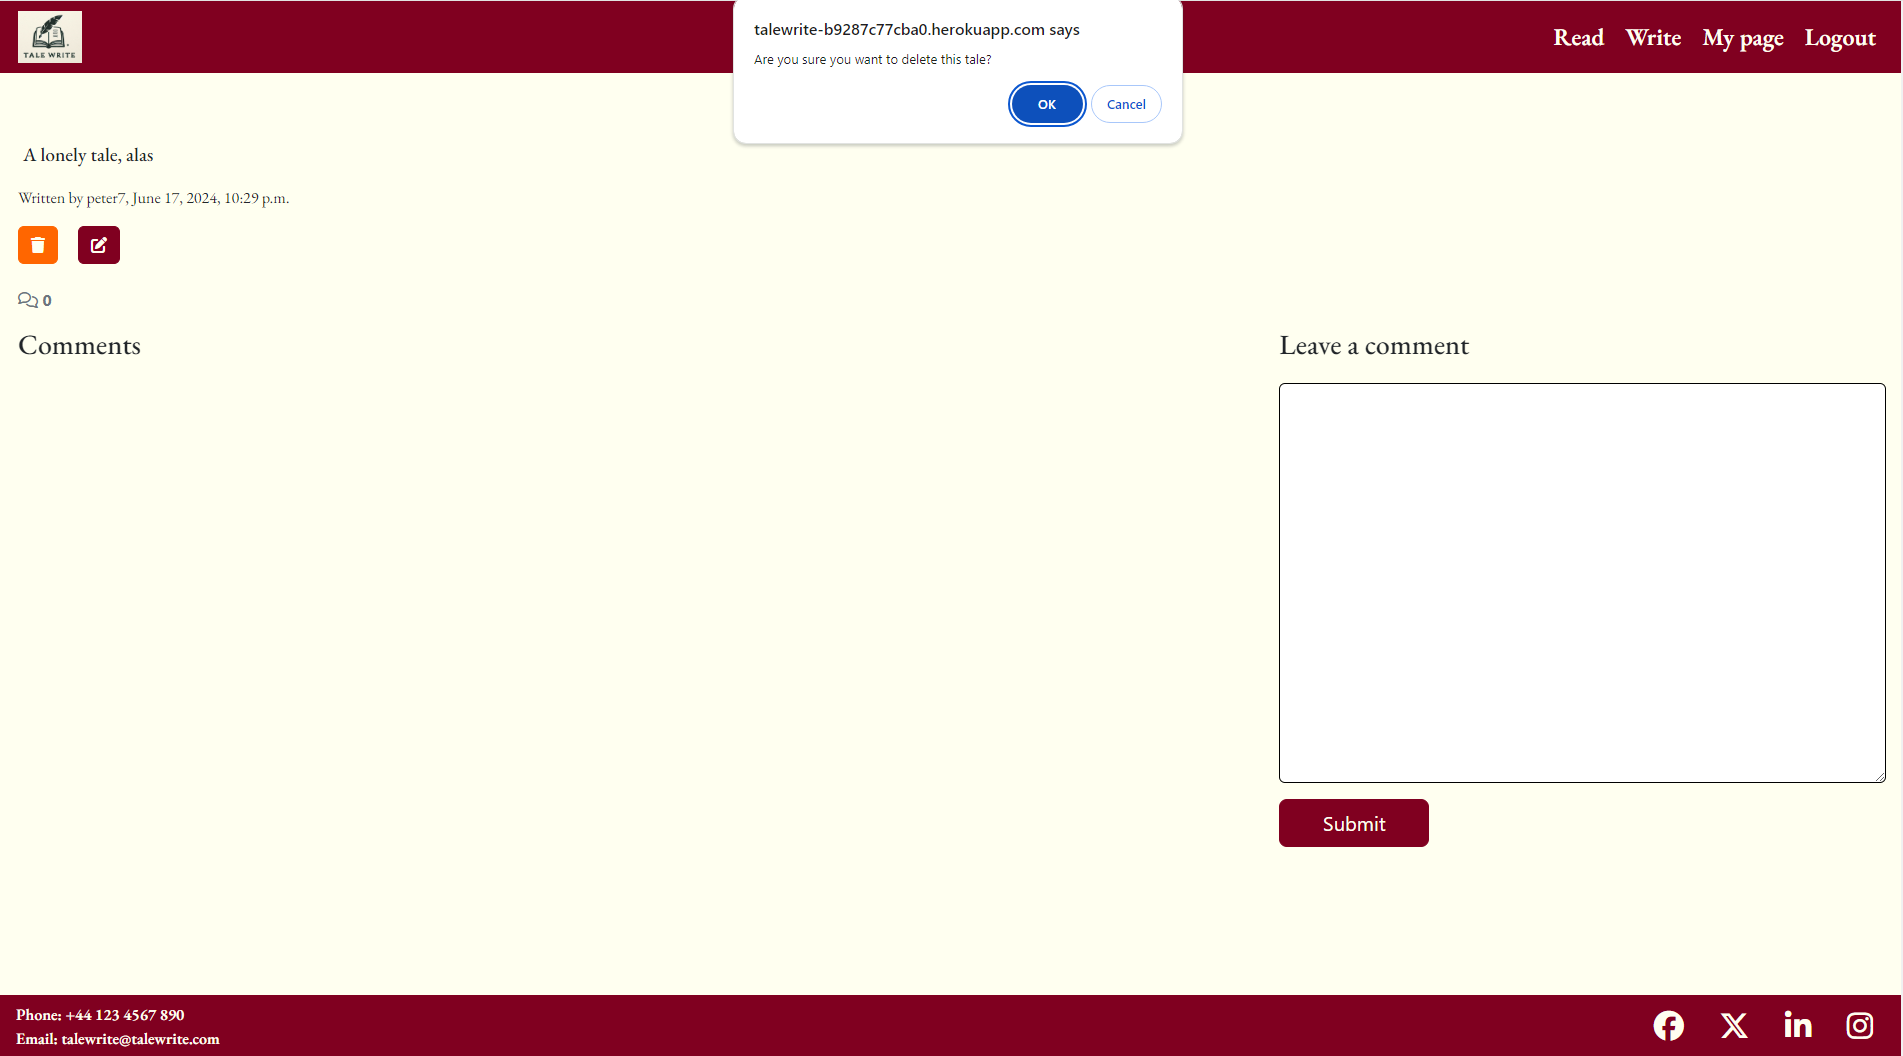 TALE WRITE
talewrite-b9287c77cba0.herokuapp.com says
Are you sure you want to delete this tale?
OK Cancel
Read Write My page Logout
A lonely tale, alas
Written by peter7, June 17, 2024, 10:29 p.m.
0
Comments
Leave a comment
Submit
Phone: +44 123 4567 890
Email: talewrite@talewrite.com